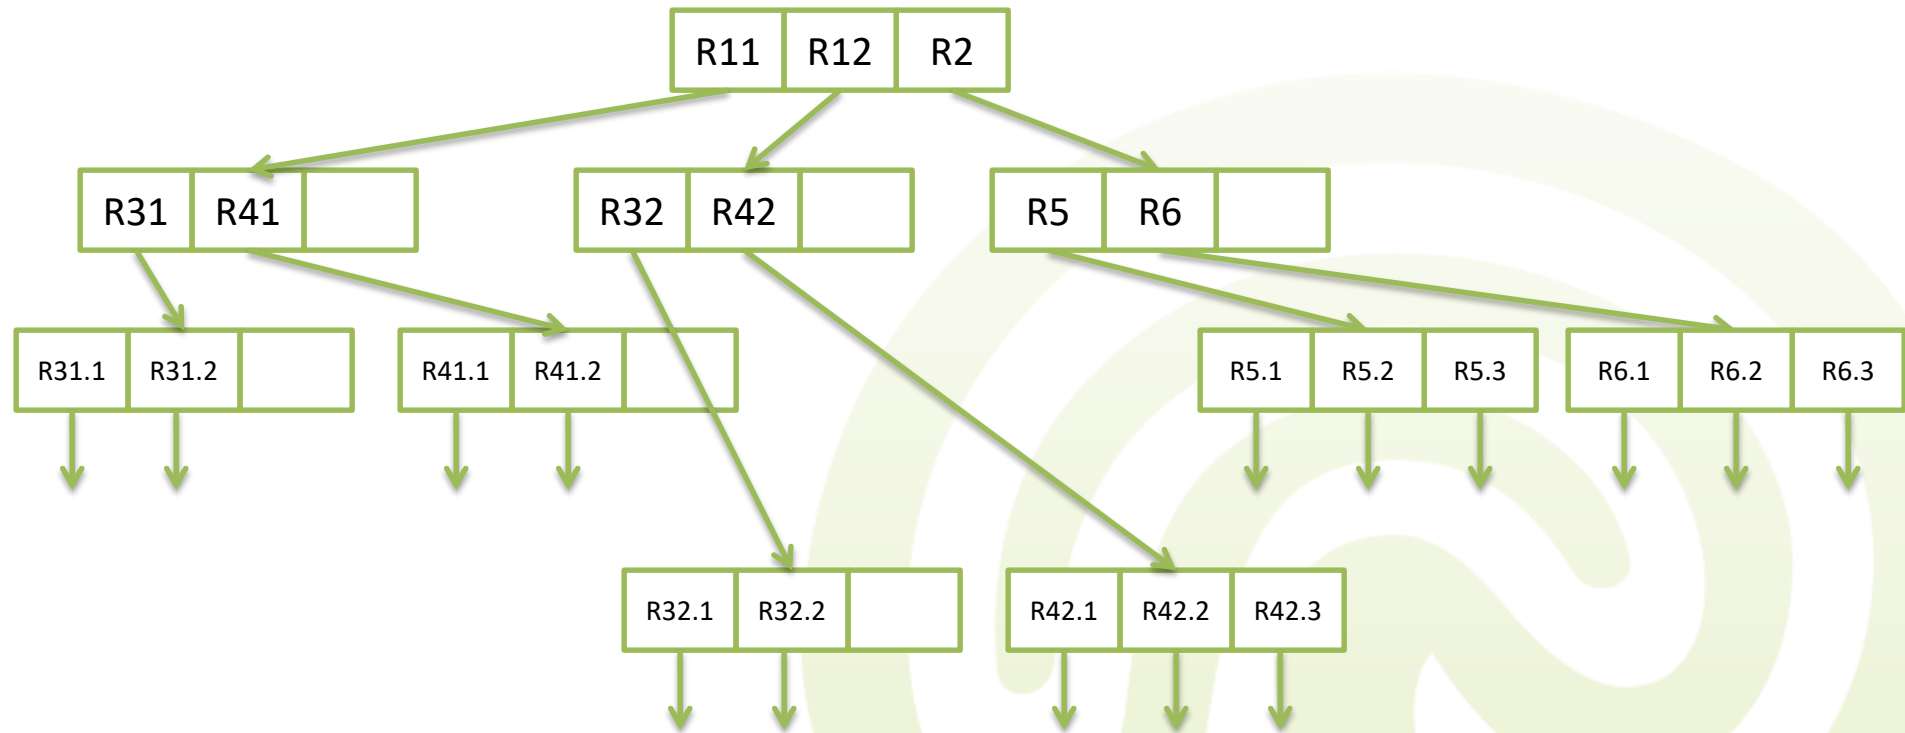 R11 R12 R2
R31 R41 R32 R42 R5 R6
R31.1 R31.2 R41.1 R41.2 R5.1 R5.2 R5.3 R6.1 R6.2 R6.3
R32.1 R32.2 R42.1 R42.2 R42.3